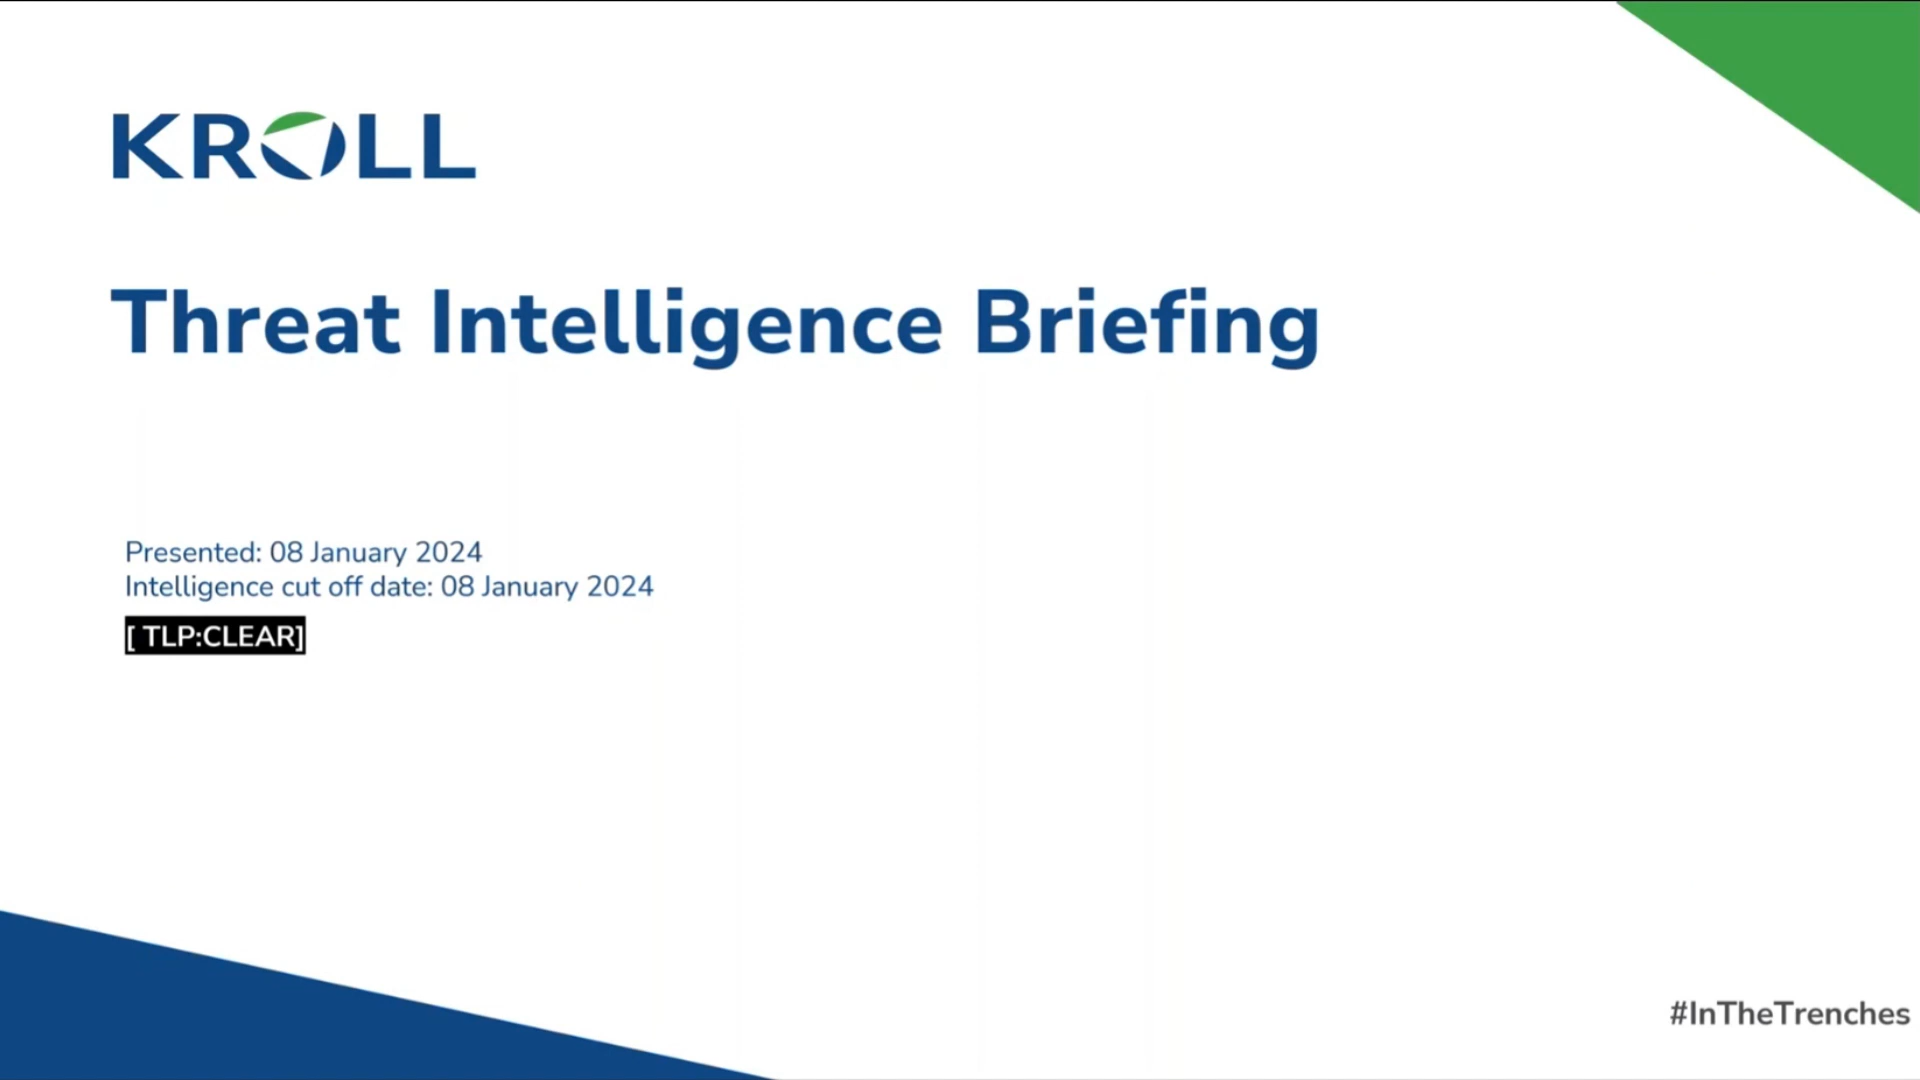 KROLL
Threat Intelligence Briefing
Presented: 08 January 2024
Intelligence cut off date: 08 January 2024
[ TLP:CLEAR]
#InTheTrenches